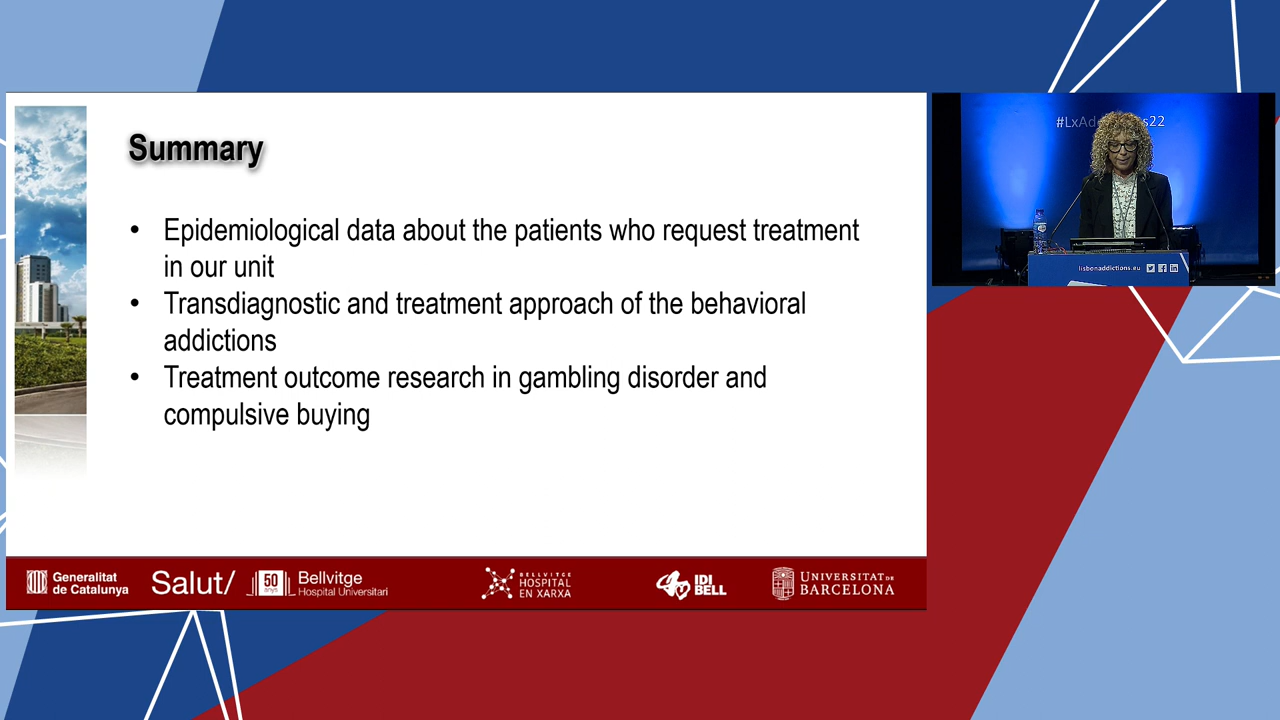 Summary
• Epidemiological data about the patients who request treatment
in our unit
• Transdiagnostic and treatment approach of the behavioral
addictions
• Treatment outcome research in gambling disorder and
compulsive buying
Generalitat
de Catalunya
Salut/
50
anys
Bellvitge
Hospital Universitari
BELLVITGE
HOSPITAL
EN XARXA
IDI
BELL
UNIVERSITAT DE
BARCELONA
lisbonaddictions.eu